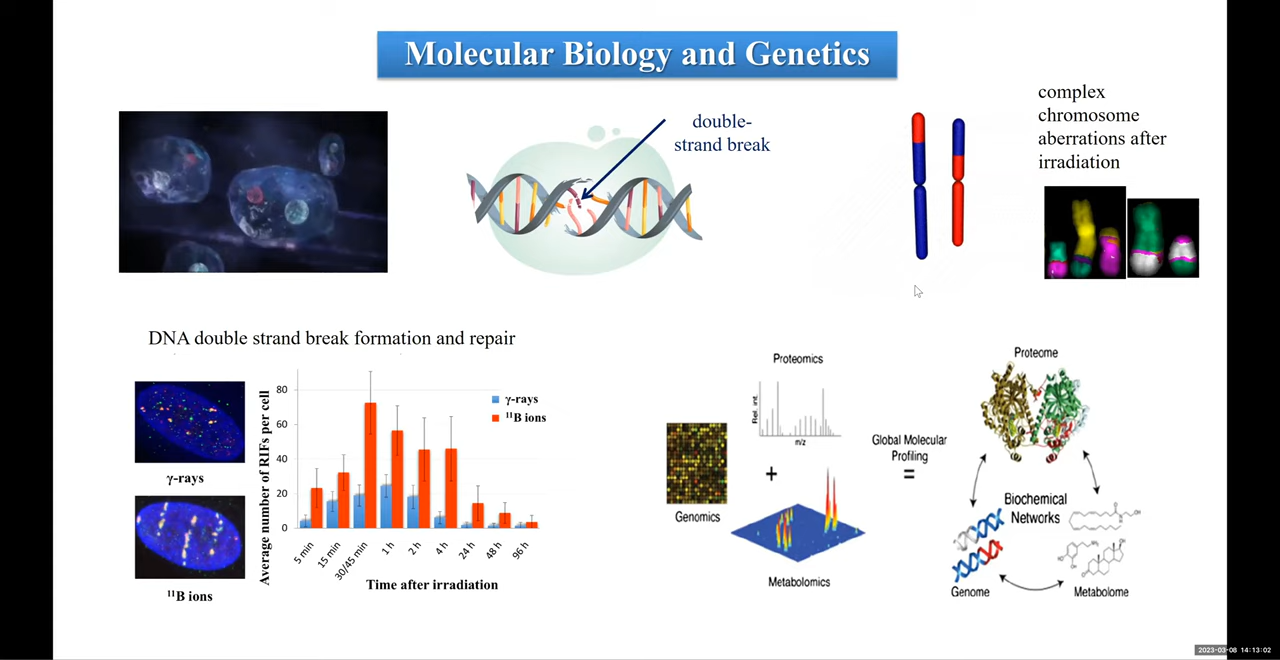 Molecular Biology and Genetics
double-
strand break
complex
chromosome
aberrations after
irradiation
DNA double strand break formation and repair
γ-rays
¹¹B ions
Average number of RIFs per cell
80
60
40
20
0
γ-rays
¹¹B ions
5 min
15 min
30/45 min
1 h
2 h
4 h
24 h
48 h
96 h
Time after irradiation
Proteomics
Rel. int.
m/z
+
Genomics
Metabolomics
Global Molecular
Profiling
=
Proteome
Biochemical
Networks
Genome
Metabolome
2023-03-08 14:13:02